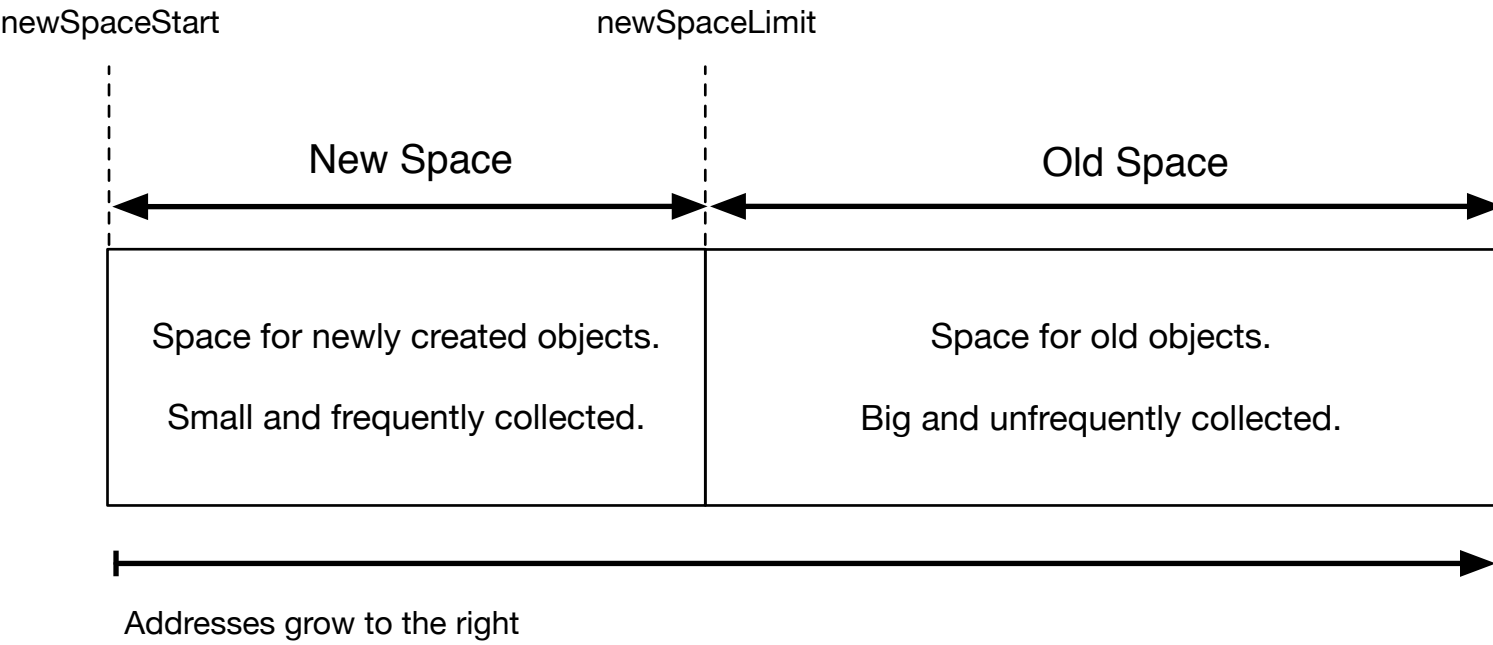 newSpaceStart
newSpaceLimit
New Space
Old Space
Space for newly created objects.
Small and frequently collected.
Space for old objects.
Big and unfrequently collected.
Addresses grow to the right